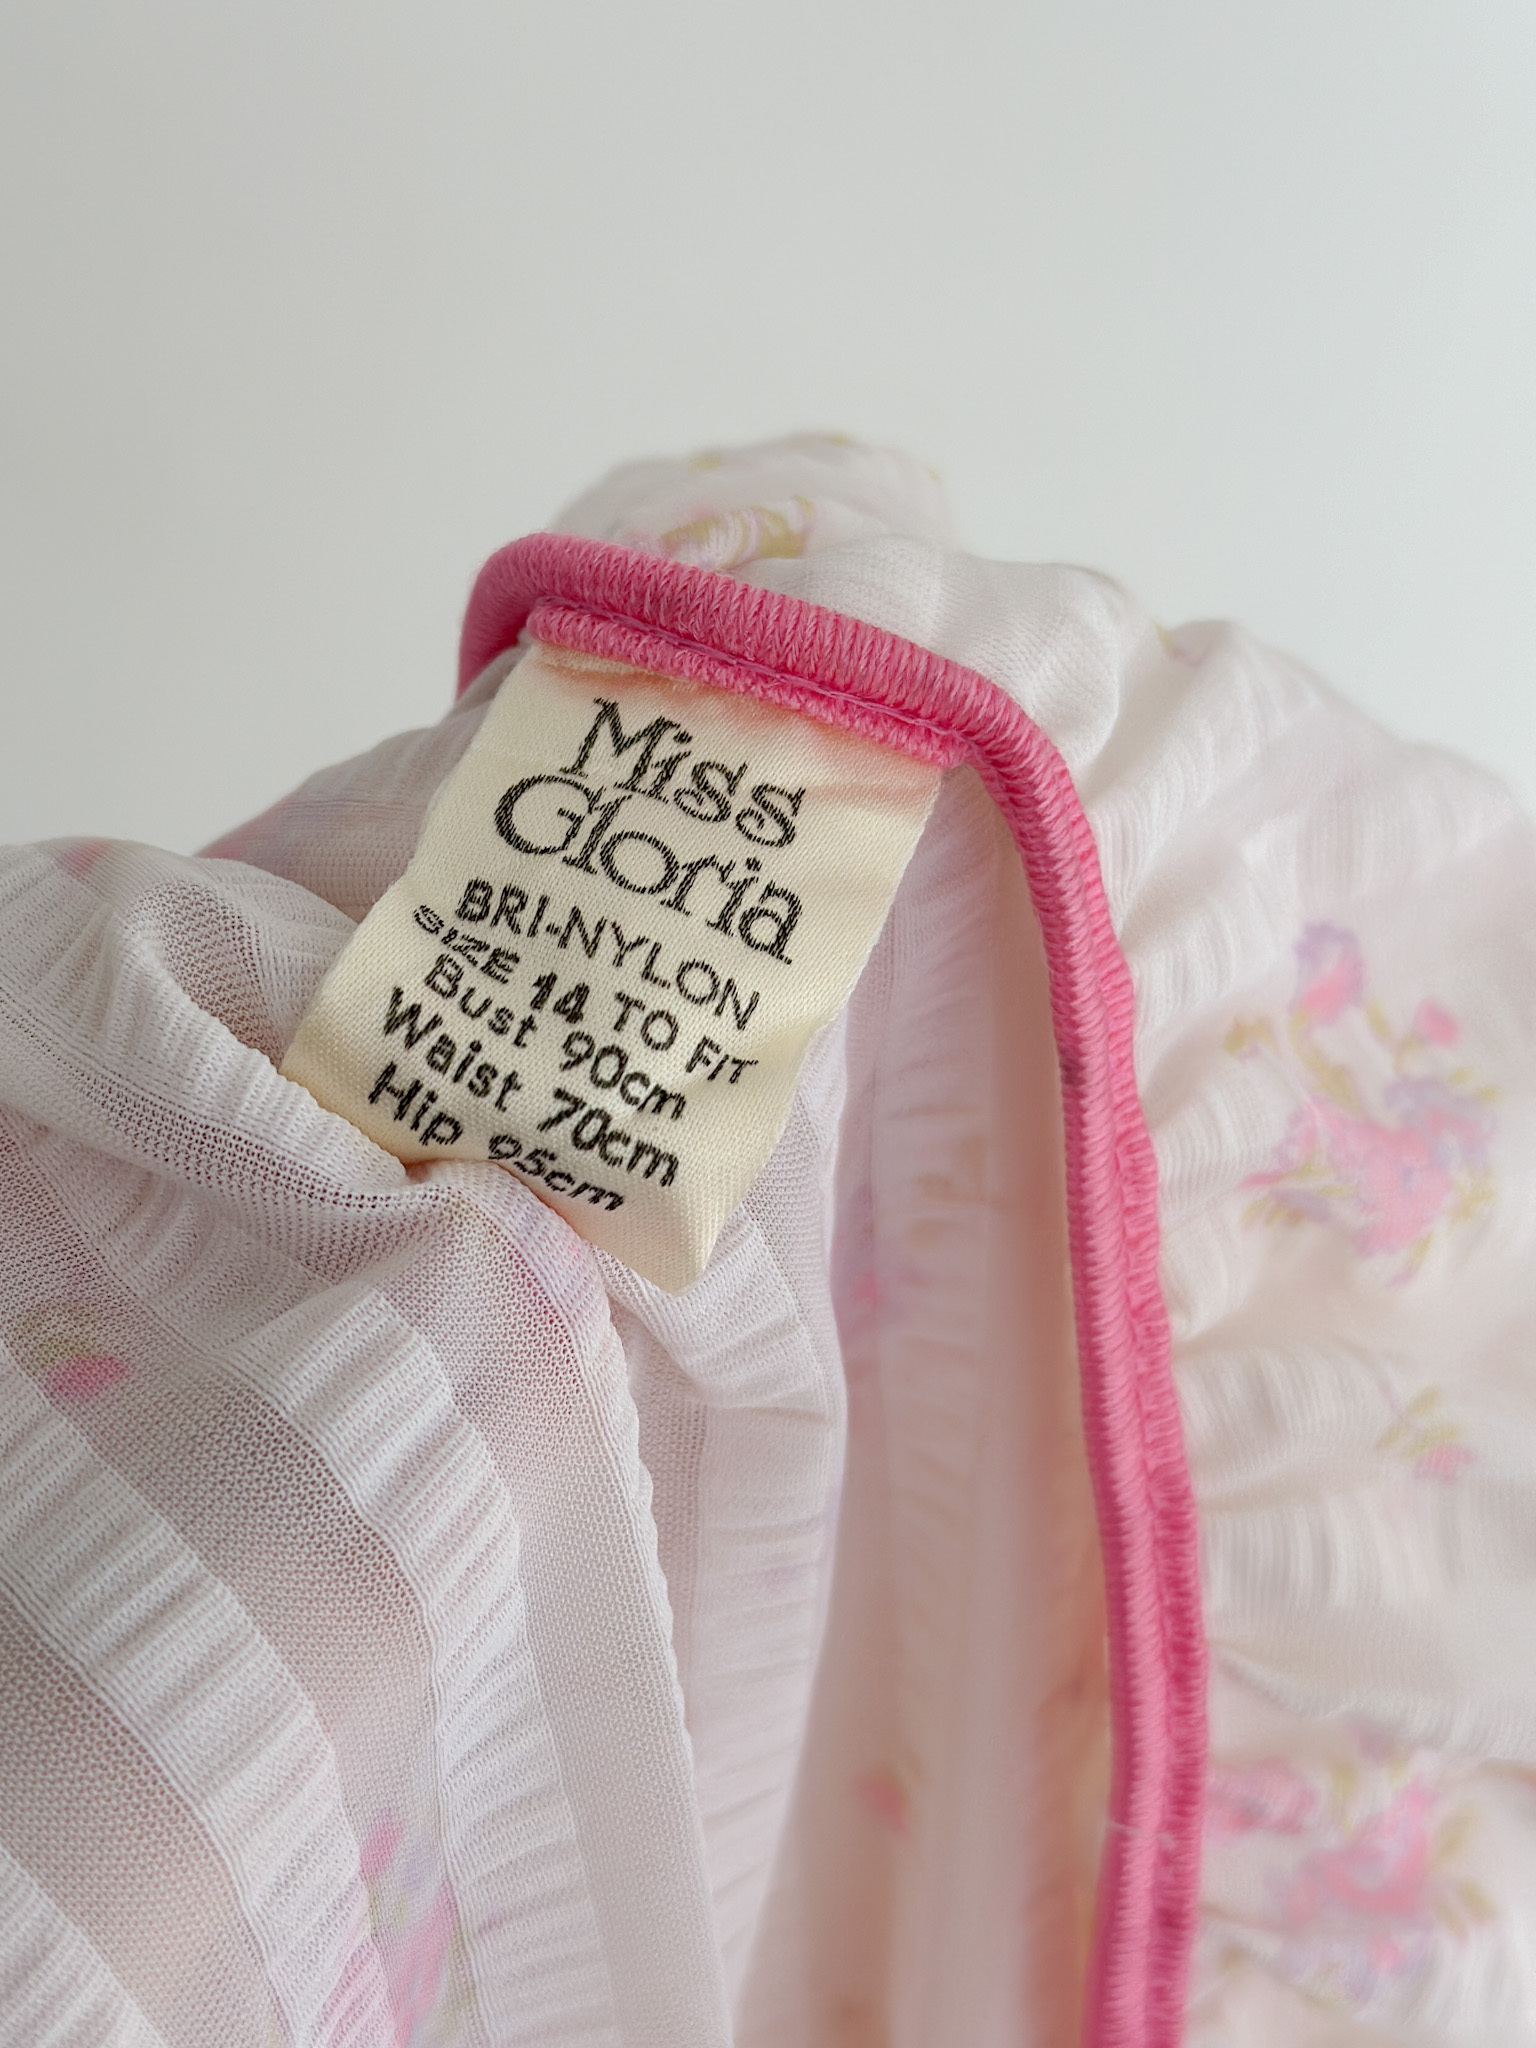 Miss
Gloria
BRI-NYLON
SIZE 14 TO FIT
Bust 90cm
Waist 70cm
Hip 95cm